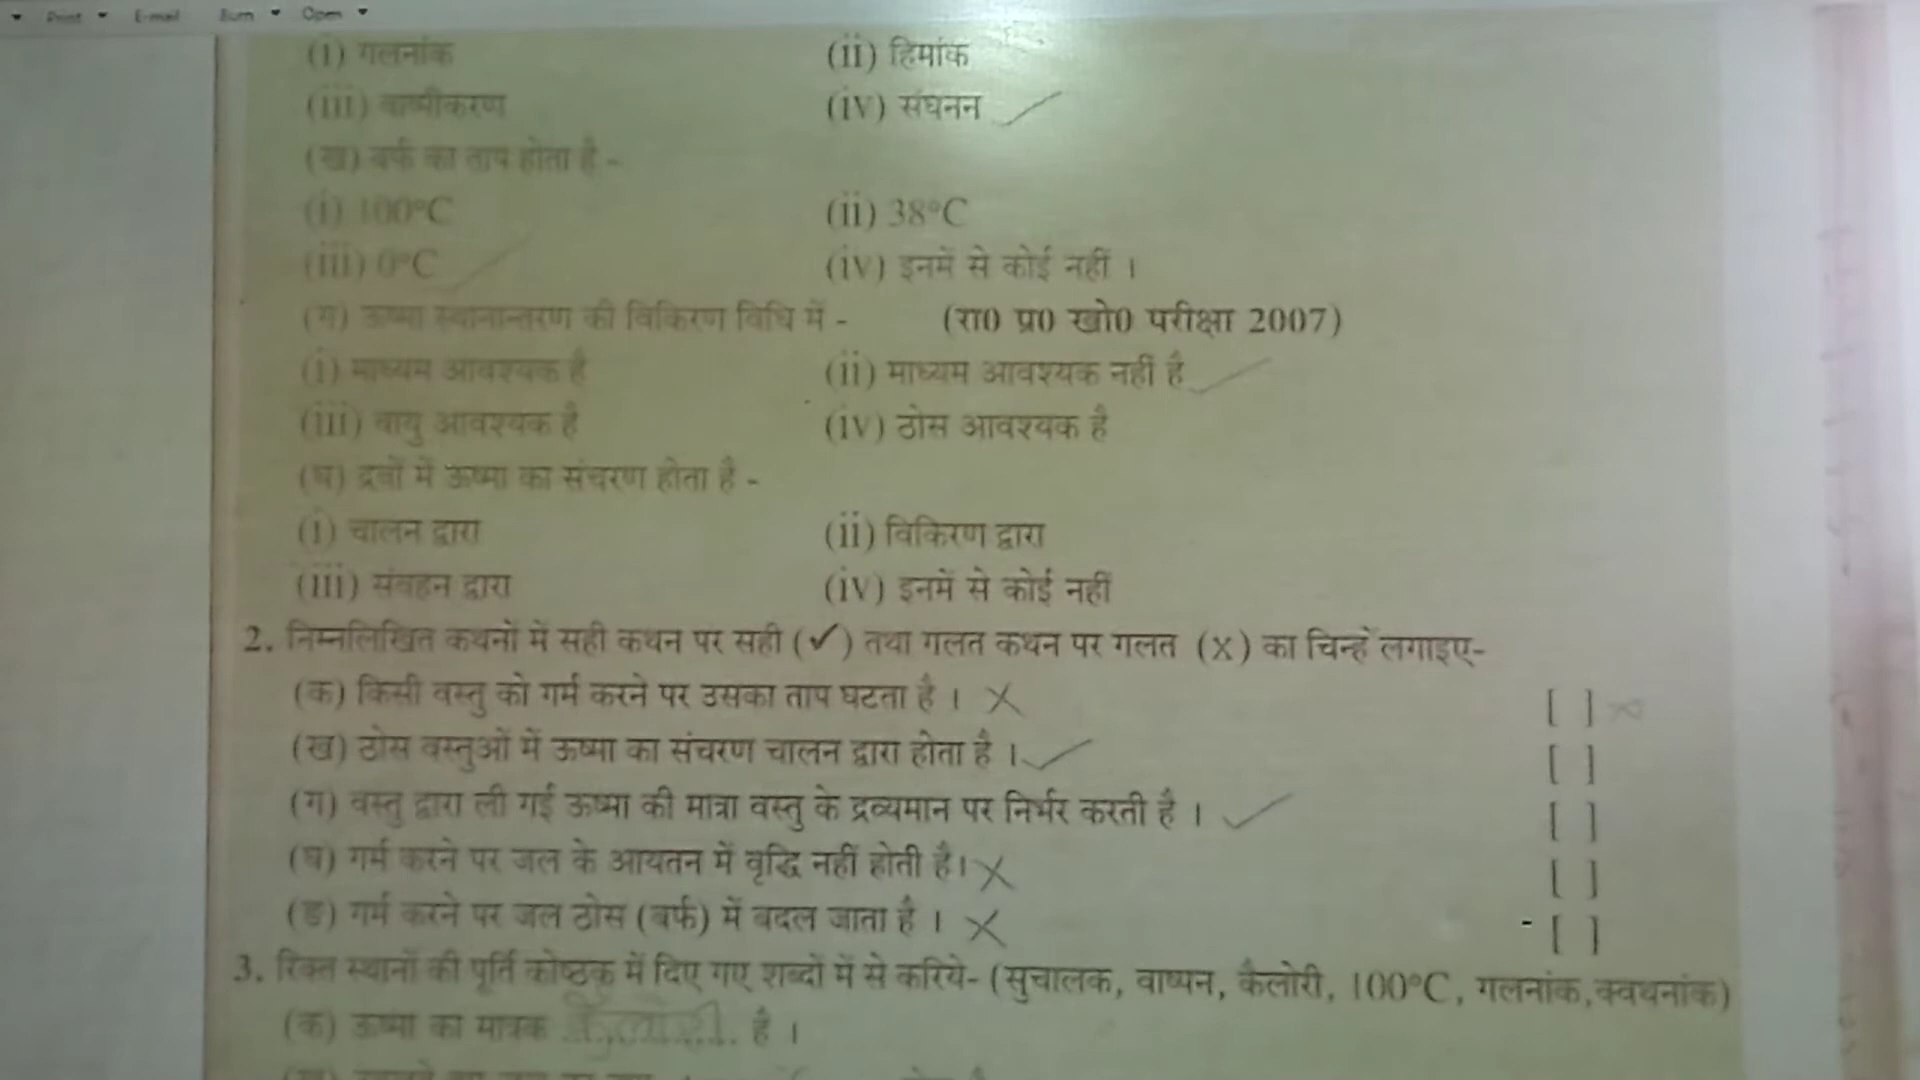 Print E-mail Burn Open
(i) गलनांक (ii) हिमांक
(iii) वाष्पीकरण (iv) संघनन
(ख) बर्फ का ताप होता है -
(i) 100°C (ii) 38°C
(iii) 0°C (iv) इनमें से कोई नहीं ।
(ग) ऊष्मा स्थानान्तरण की विकिरण विधि में - (रा0 प्र0 खो0 परीक्षा 2007)
(i) माध्यम आवश्यक है (ii) माध्यम आवश्यक नहीं है
(iii) वायु आवश्यक है (iv) ठोस आवश्यक है
(घ) द्रवों में ऊष्मा का संचरण होता है -
(i) चालन द्वारा (ii) विकिरण द्वारा
(iii) संवहन द्वारा (iv) इनमें से कोई नहीं
2. निम्नलिखित कथनों में सही कथन पर सही (✓) तथा गलत कथन पर गलत (x) का चिन्हें लगाइए-
(क) किसी वस्तु को गर्म करने पर उसका ताप घटता है । [ ]
(ख) ठोस वस्तुओं में ऊष्मा का संचरण चालन द्वारा होता है । [ ]
(ग) वस्तु द्वारा ली गई ऊष्मा की मात्रा वस्तु के द्रव्यमान पर निर्भर करती है । [ ]
(घ) गर्म करने पर जल के आयतन में वृद्धि नहीं होती है। [ ]
(ङ) गर्म करने पर जल ठोस (बर्फ) में बदल जाता है । - [ ]
3. रिक्त स्थानों की पूर्ति कोष्ठक में दिए गए शब्दों में से करिये- (सुचालक, वाष्पन, कैलोरी, 100°C, गलनांक,क्वथनांक)
(क) ऊष्मा का मात्रक कैलोरी है ।